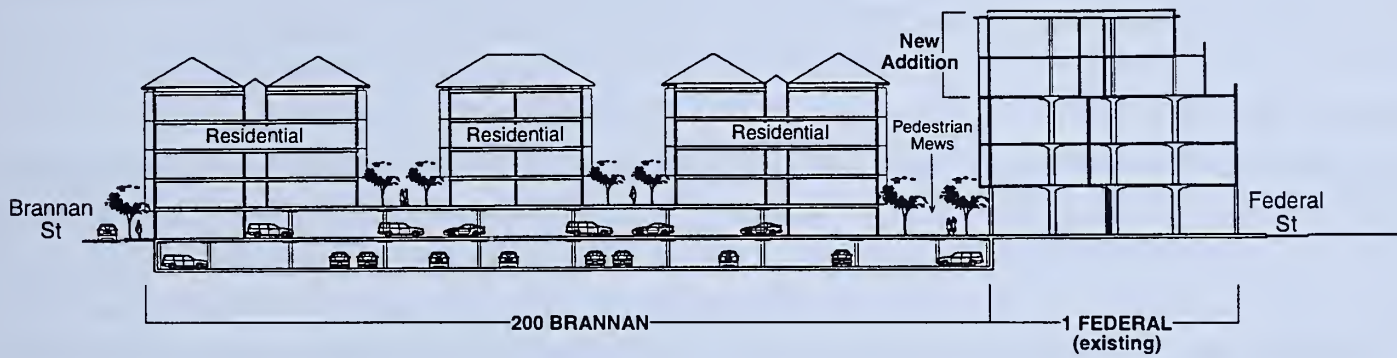 New
Addition
Residential
Residential
Residential
Pedestrian
Mews
Brannan
St
Federal
St
200 BRANNAN
1 FEDERAL
(existing)